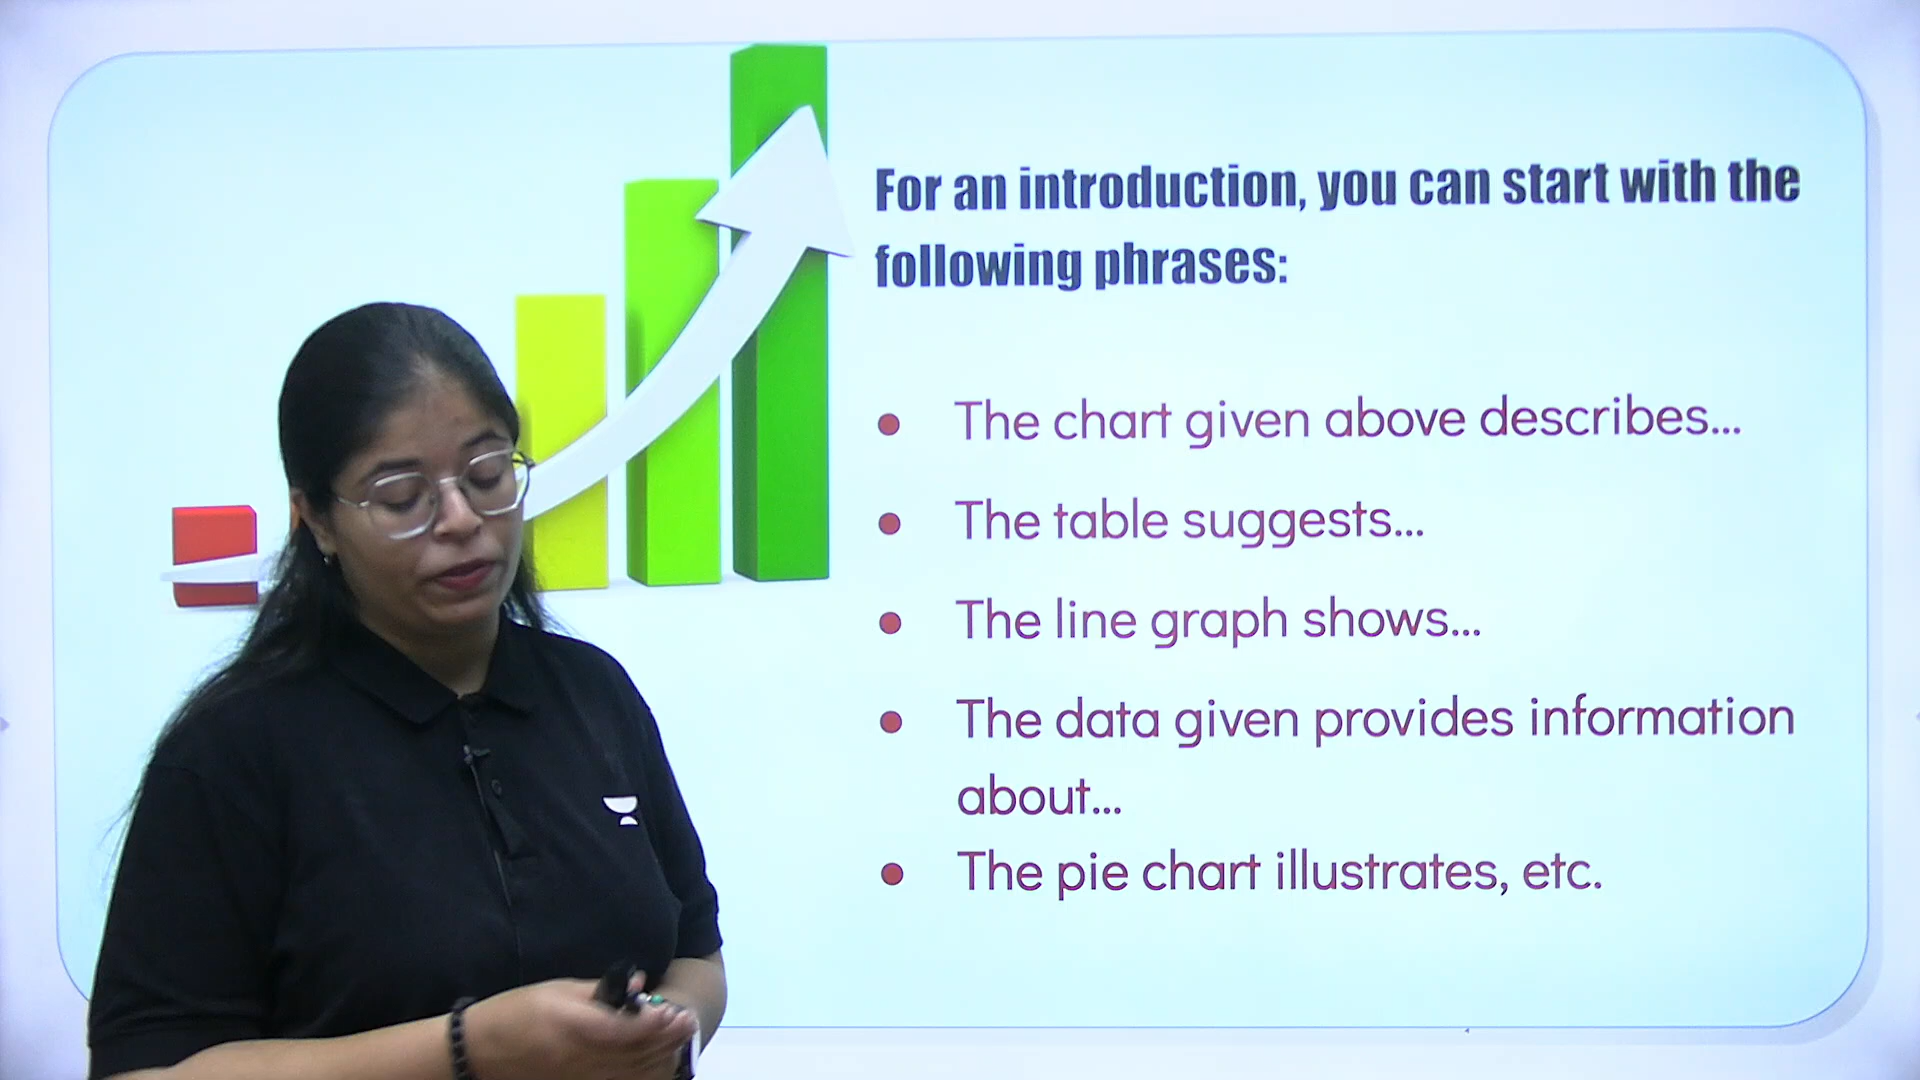 For an introduction, you can start with the
following phrases:
● The chart given above describes...
● The table suggests...
● The line graph shows...
● The data given provides information
about...
● The pie chart illustrates, etc.